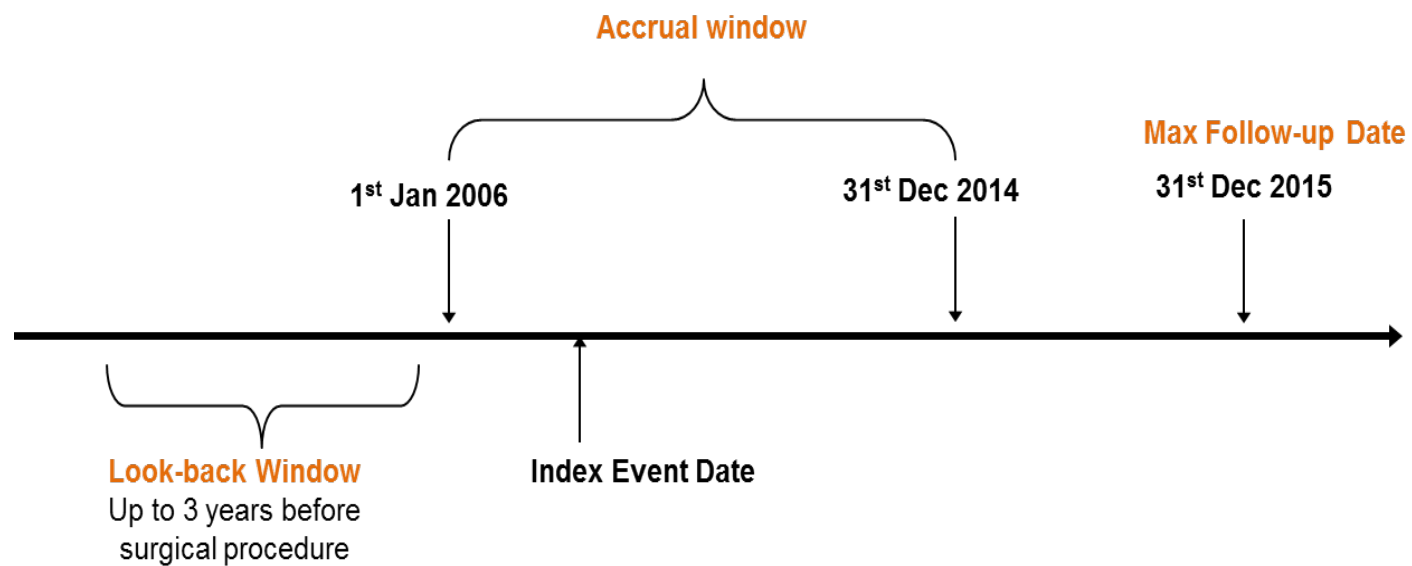 Accrual window
Max Follow-up Date
1st Jan 2006
31st Dec 2014
31st Dec 2015
Look-back Window
Up to 3 years before
surgical procedure
Index Event Date